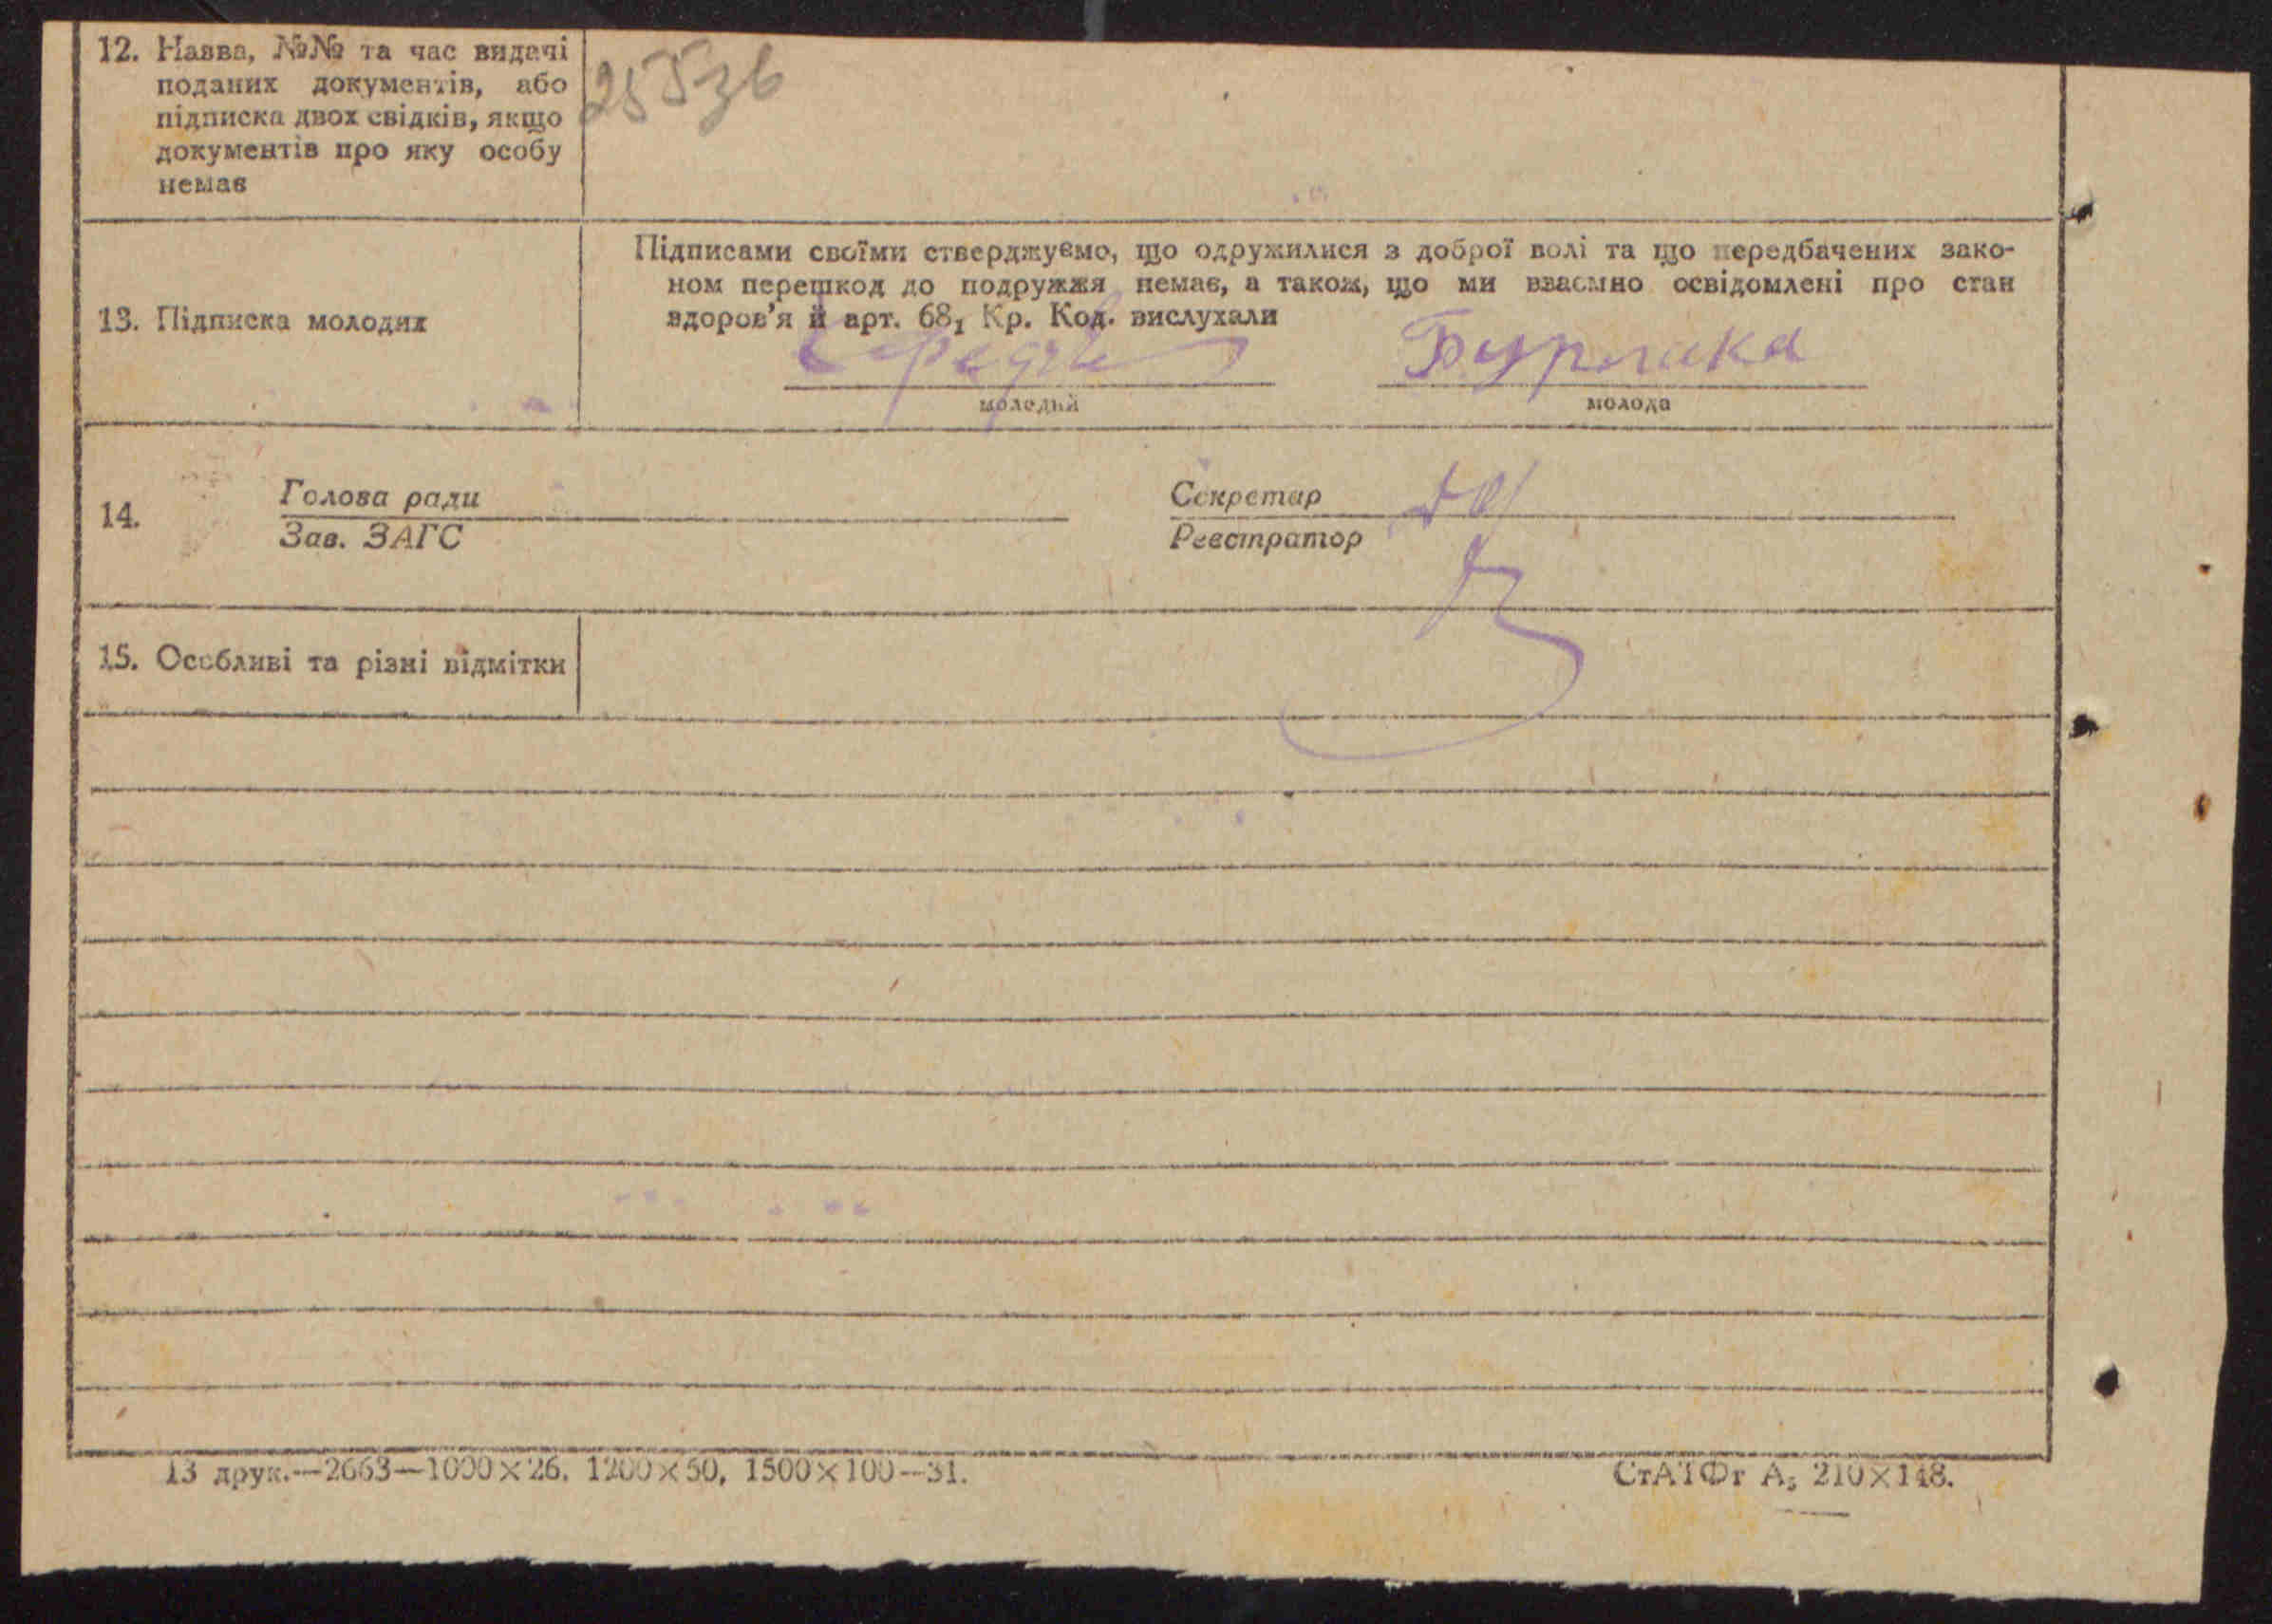 12. Назва, №№ та час видачі
поданих документів, або
підписка двох свідків, якщо
документів про яку особу
немає
13. Підписка молодих
Підписами своїми стверджуємо, що одружилися з доброї волі та що передбачених зако-
ном перешкод до подружжя немає, а також, що ми взаємно освідомлені про стан
здоров'я й арт. 68₁ Кр. Код. вислухали
молодий
молода
14.
Голова ради
Зав. ЗАГС
Секретар
Реєстратор
15. Особливі та різні відмітки
13 друк.—2663—1000×26. 1200×50, 1500×100—31.
СтАТФт А₅ 210×148.